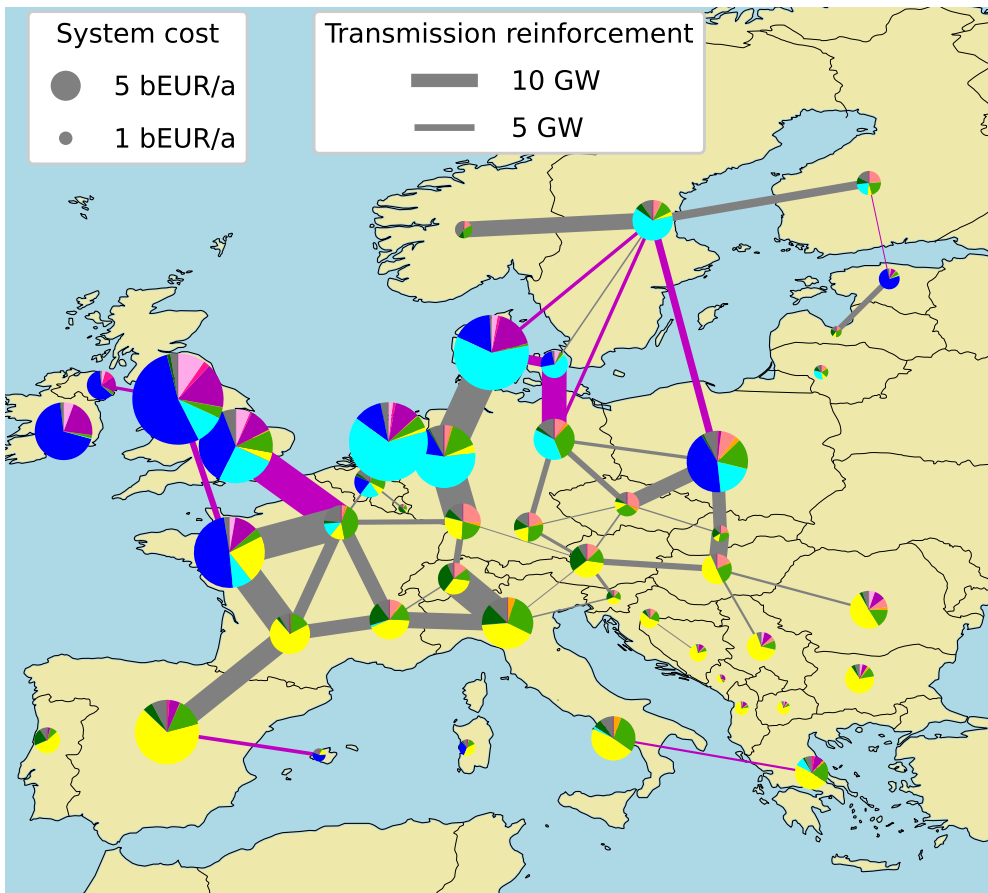 System cost
5 bEUR/a
1 bEUR/a
Transmission reinforcement
10 GW
5 GW